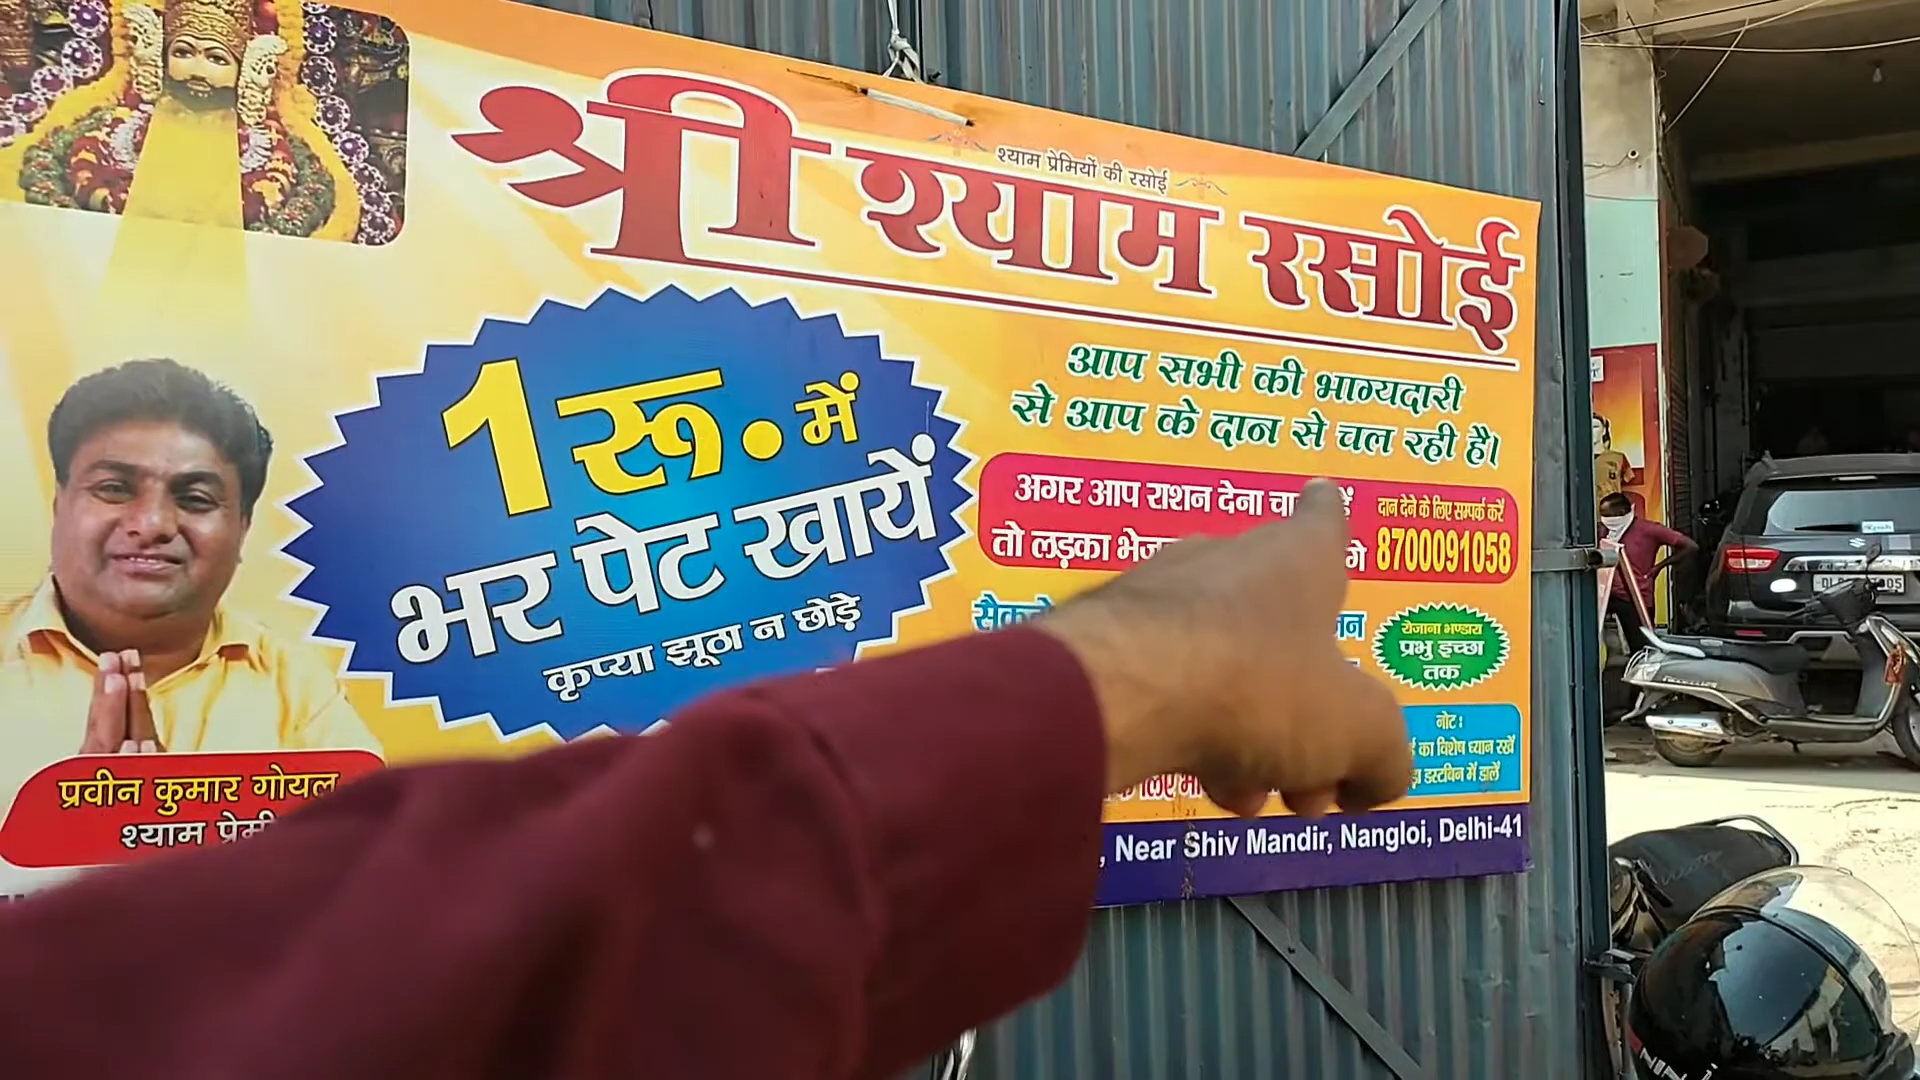 श्याम प्रेमियों की रसोई
श्री श्याम रसोई
1 रू. में
भर पेट खायें
कृप्या झूठा न छोड़े
आप सभी की भाग्यदारी
से आप के दान से चल रही है।
अगर आप राशन देना
तो लड़का
दान देने के लिए सम्पर्क करें
8700091058
रोजाना भण्डारा
प्रभु इच्छा
तक
नोट :
का विशेष ध्यान रखें
डस्टबिन में डालें
के लिए
प्रवीन कुमार गोयल
श्याम
, Near Shiv Mandir, Nangloi, Delhi-41